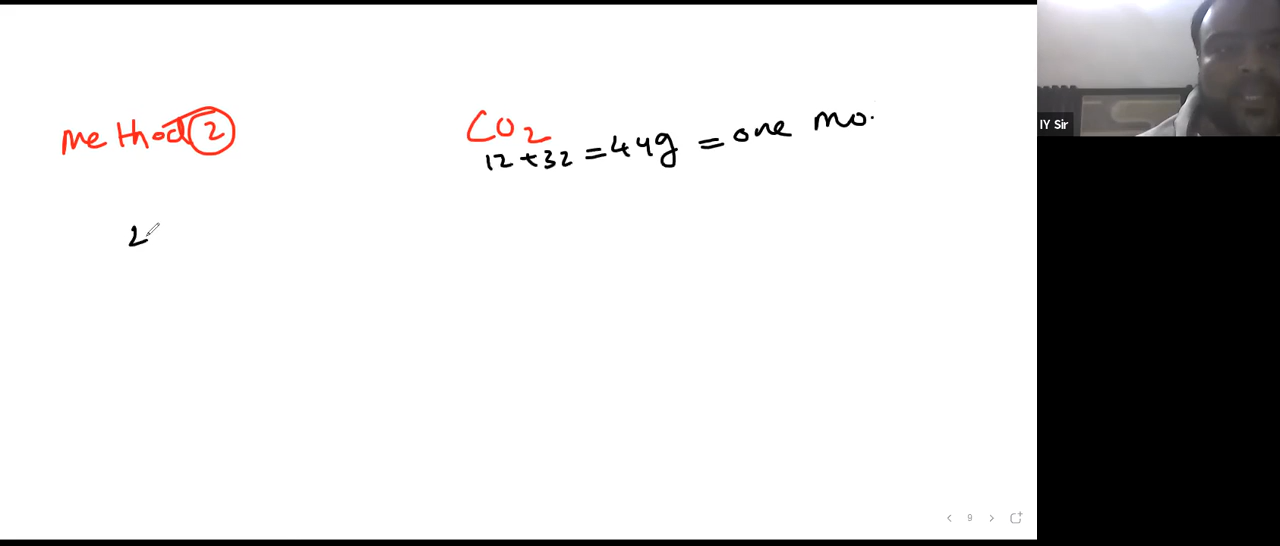 Method 2
CO2
12 + 32 = 44g = one mo.
2
IY Sir
9